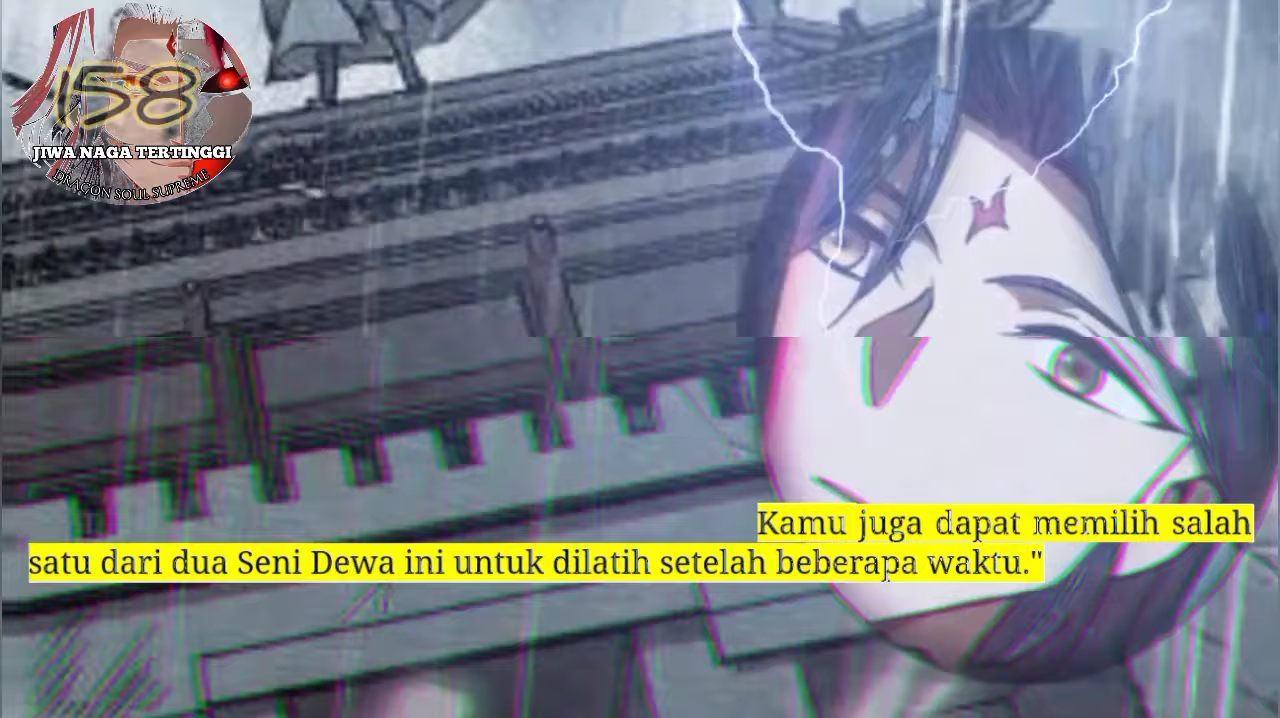 158
JIWA NAGA TERTINGGI
DRAGON SOUL SUPREME
Kamu juga dapat memilih salah
satu dari dua Seni Dewa ini untuk dilatih setelah beberapa waktu."